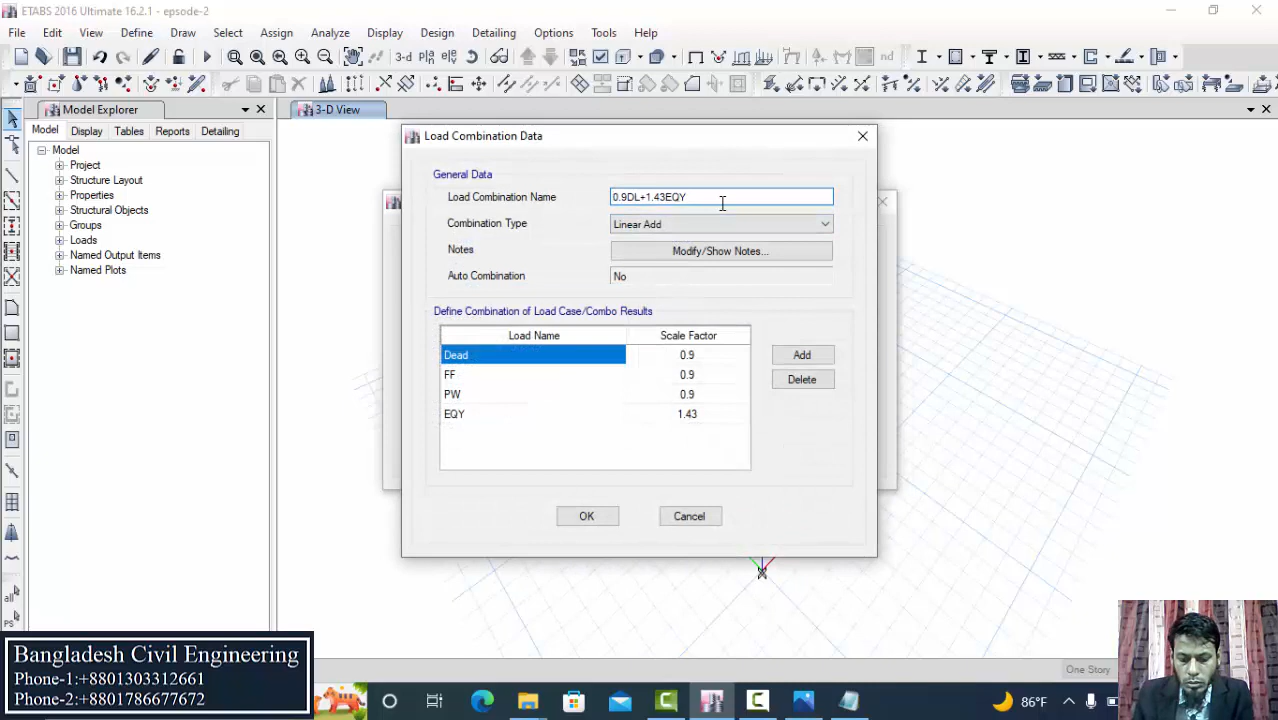 ETABS 2016 Ultimate 16.2.1 - epsode-2
File Edit View Define Draw Select Assign Analyze Display Design Detailing Options Tools Help
3-d
nd
Model Explorer
3-D View
Model Display Tables Reports Detailing
Model
Project
Structure Layout
Properties
Structural Objects
Groups
Loads
Named Output Items
Named Plots
Load Combination Data
General Data
Load Combination Name 0.9DL+1.43EQY
Combination Type Linear Add
Notes Modify/Show Notes...
Auto Combination No
Define Combination of Load Case/Combo Results
Load Name Scale Factor
Dead 0.9
FF 0.9
PW 0.9
EQY 1.43
Add
Delete
OK Cancel
all
PS
One Story
Bangladesh Civil Engineering
Phone-1:+8801303312661
Phone-2:+8801786677672
86°F